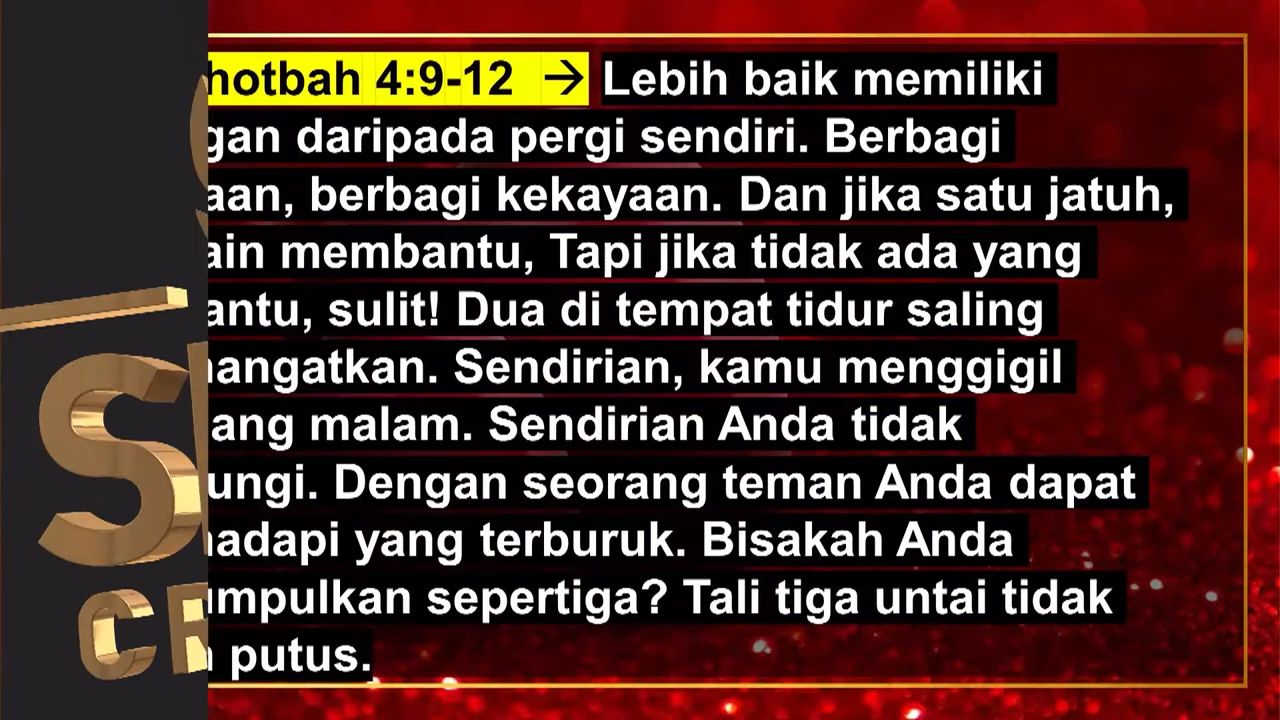 hotbah 4:9-12 → Lebih baik memiliki
gan daripada pergi sendiri. Berbagi
aan, berbagi kekayaan. Dan jika satu jatuh,
ain membantu, Tapi jika tidak ada yang
antu, sulit! Dua di tempat tidur saling
hangatkan. Sendirian, kamu menggigil
ang malam. Sendirian Anda tidak
ungi. Dengan seorang teman Anda dapat
hadapi yang terburuk. Bisakah Anda
umpulkan sepertiga? Tali tiga untai tidak
putus.
S
CR